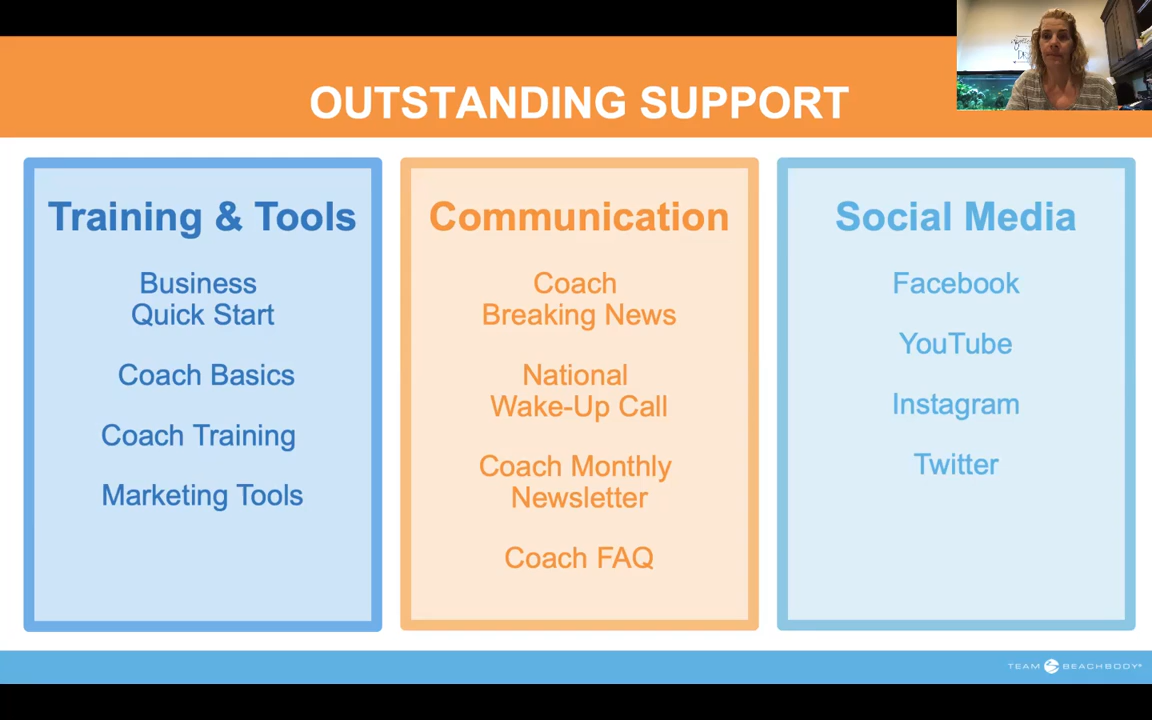 OUTSTANDING SUPPORT
Training & Tools
Business
Quick Start
Coach Basics
Coach Training
Marketing Tools
Communication
Coach
Breaking News
National
Wake-Up Call
Coach Monthly
Newsletter
Coach FAQ
Social Media
Facebook
YouTube
Instagram
Twitter
TEAM BEACHBODY®